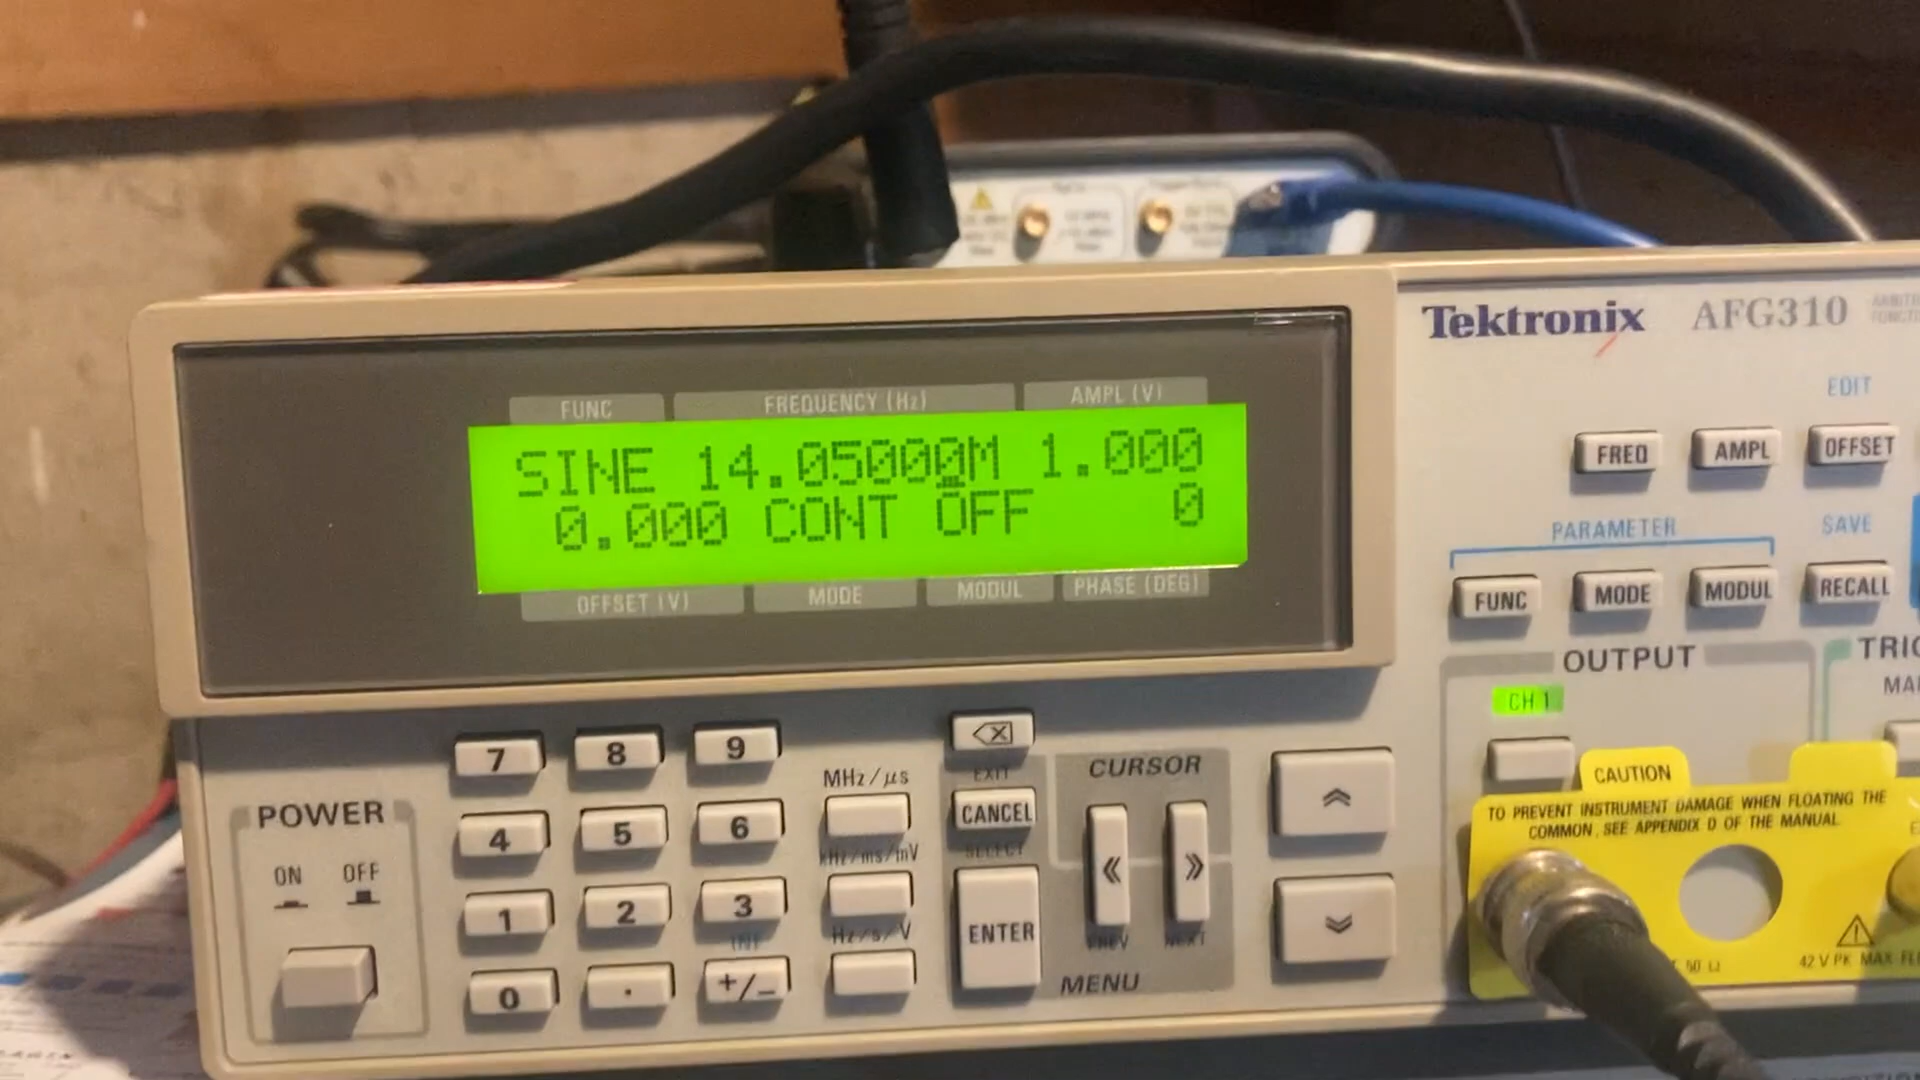 Tektronix AFG310
FUNC FREQUENCY (Hz) AMPL (V)
SINE 14.05000M 1.000
0.000 CONT OFF 0
OFFSET (V) MODE MODUL PHASE (DEG)
EDIT
FREQ AMPL OFFSET
PARAMETER SAVE
FUNC MODE MODUL RECALL
OUTPUT
CH 1
POWER
ON OFF
7 8 9
4 5 6
1 2 3
0 . +/−
MHz/µs
kHz/ms/mV
Hz/s/V
EXIT
CANCEL
SELECT
ENTER
CURSOR
« »
PREV NEXT
MENU
CAUTION
TO PREVENT INSTRUMENT DAMAGE WHEN FLOATING THE
COMMON, SEE APPENDIX D OF THE MANUAL
50 Ω
42 V PK MAX